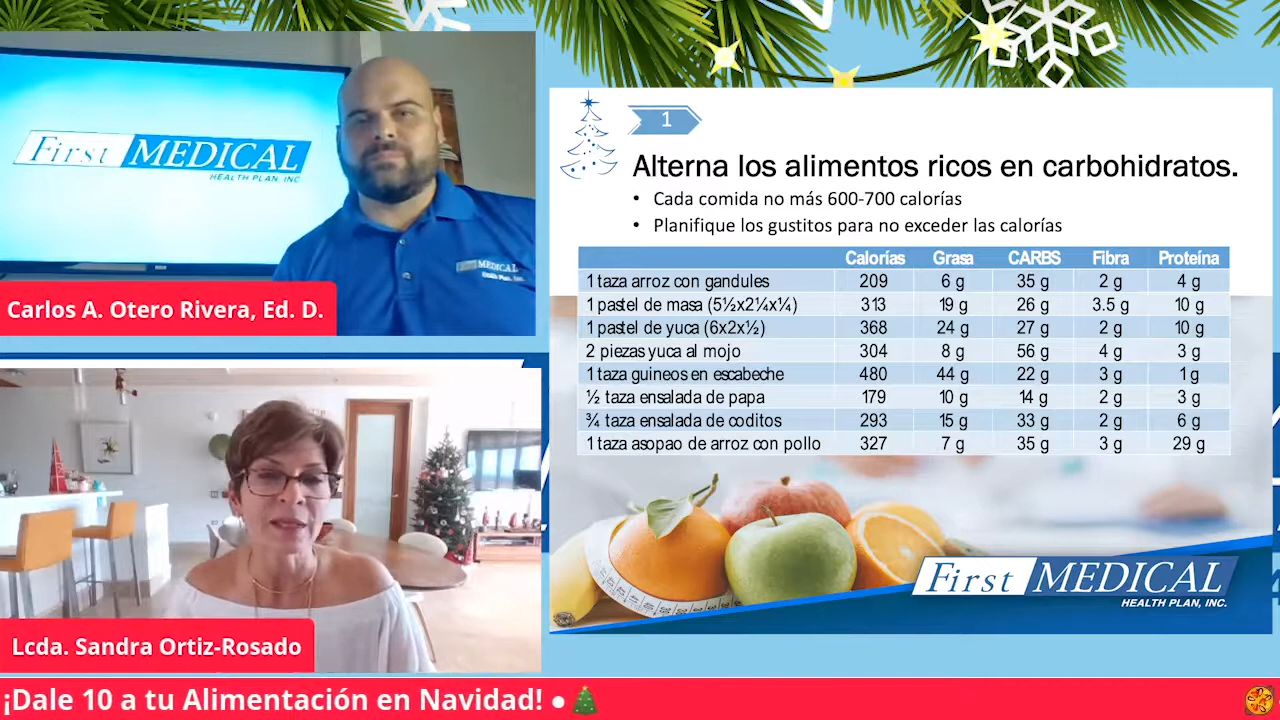 First MEDICAL
HEALTH PLAN, INC
First MEDICAL
Health Plan, Inc.
Carlos A. Otero Rivera, Ed. D.
Lcda. Sandra Ortiz-Rosado
1
Alterna los alimentos ricos en carbohidratos.
• Cada comida no más 600-700 calorías
• Planifique los gustitos para no exceder las calorías
Calorías Grasa CARBS Fibra Proteína
1 taza arroz con gandules 209 6 g 35 g 2 g 4 g
1 pastel de masa (5½x2¼x¼) 313 19 g 26 g 3.5 g 10 g
1 pastel de yuca (6x2x½) 368 24 g 27 g 2 g 10 g
2 piezas yuca al mojo 304 8 g 56 g 4 g 3 g
1 taza guineos en escabeche 480 44 g 22 g 3 g 1 g
½ taza ensalada de papa 179 10 g 14 g 2 g 3 g
¾ taza ensalada de coditos 293 15 g 33 g 2 g 6 g
1 taza asopao de arroz con pollo 327 7 g 35 g 3 g 29 g
First MEDICAL
HEALTH PLAN, INC.
¡Dale 10 a tu Alimentación en Navidad! ● 🎄